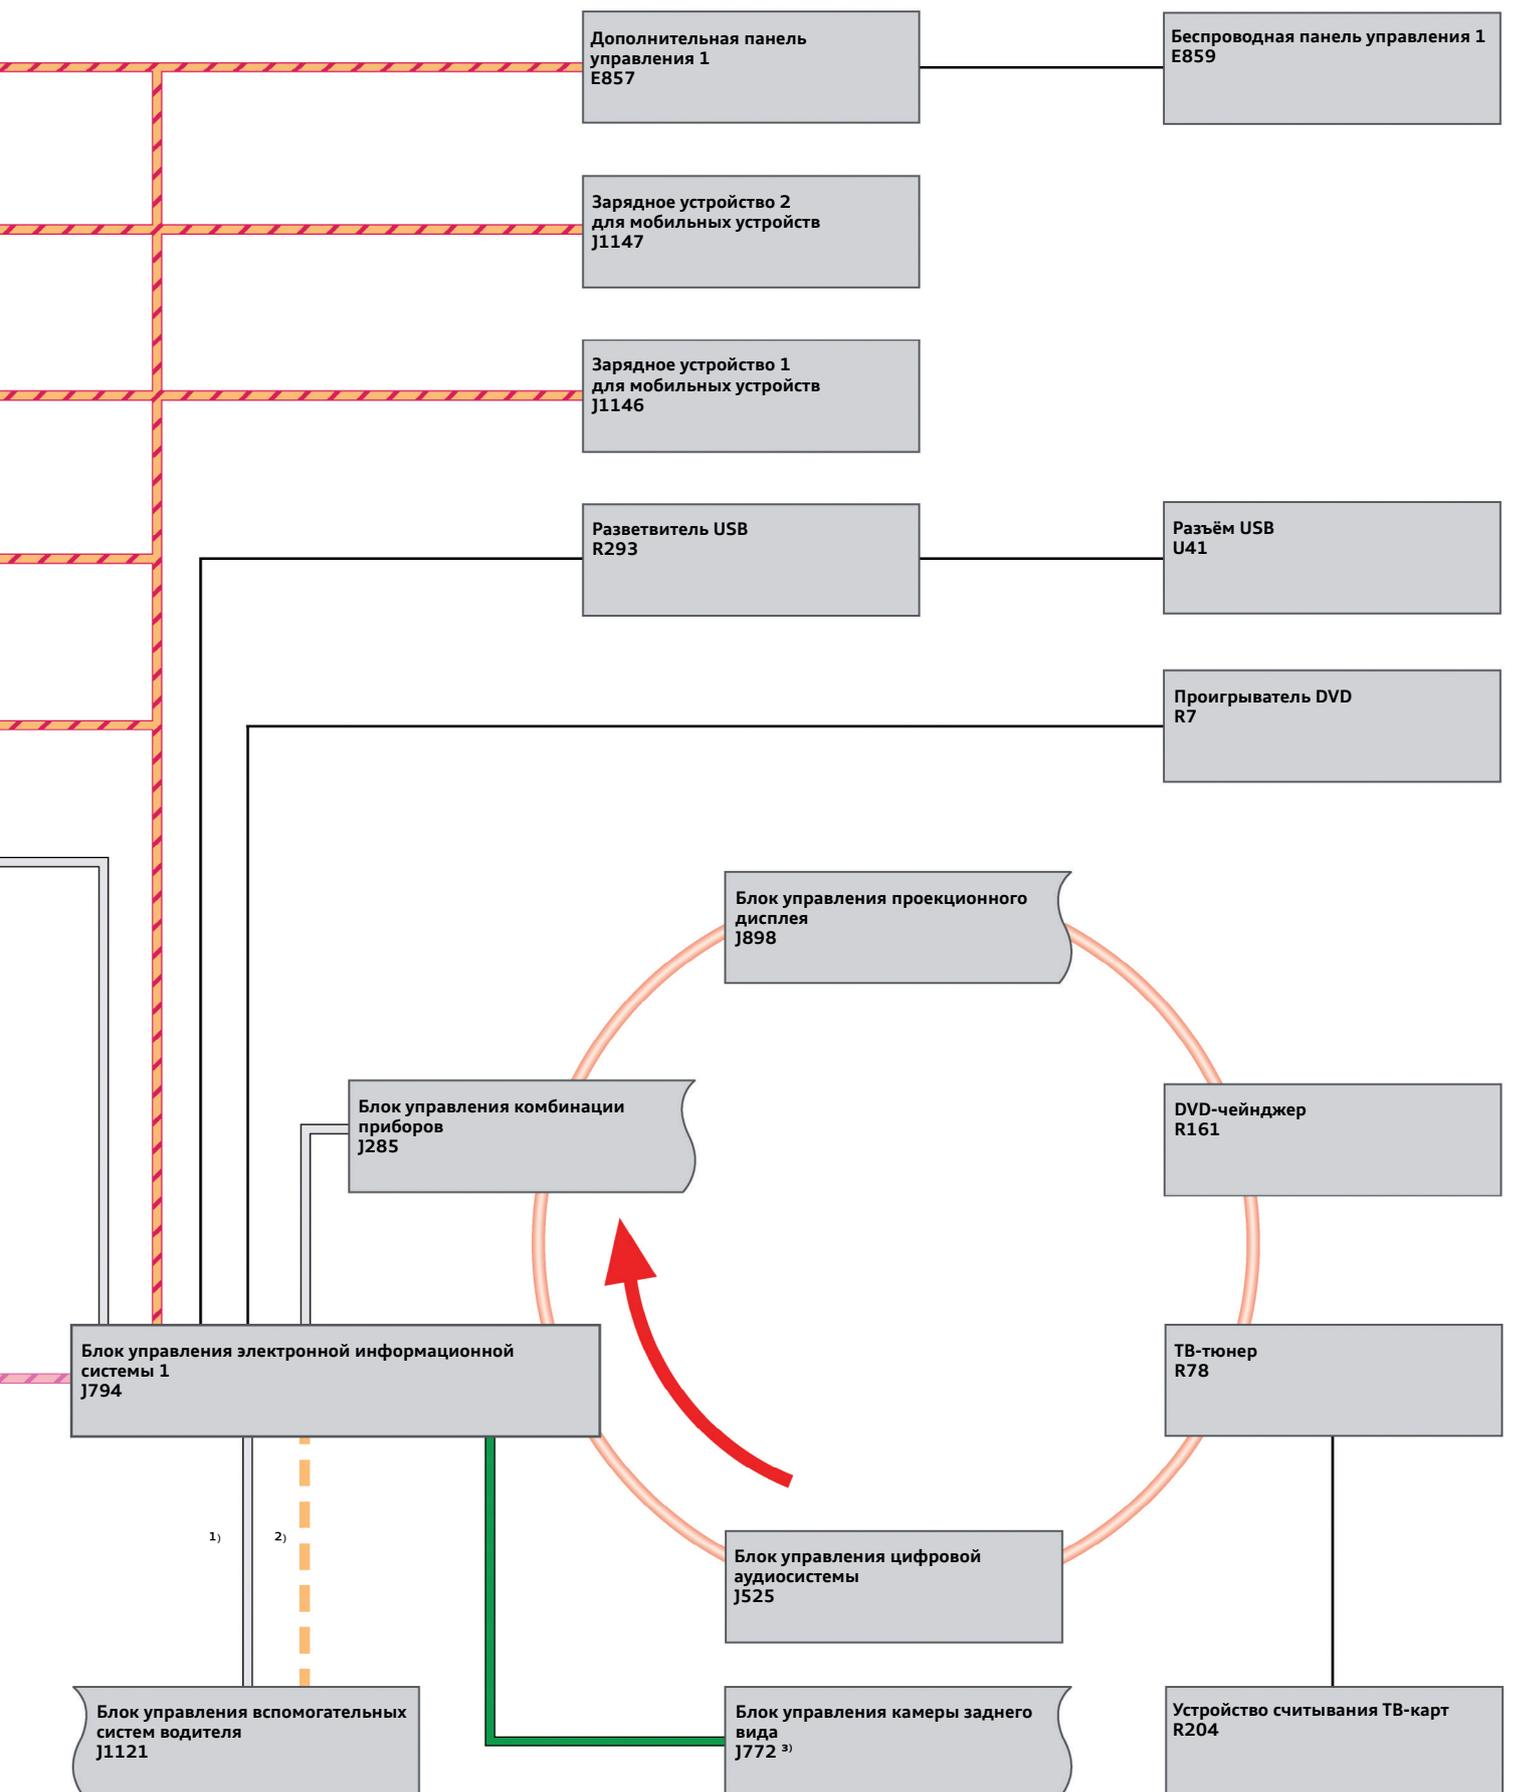 Дополнительная панель
управления 1
E857
Беспроводная панель управления 1
E859
Зарядное устройство 2
для мобильных устройств
J1147
Зарядное устройство 1
для мобильных устройств
J1146
Разветвитель USB
R293
Разъём USB
U41
Проигрыватель DVD
R7
Блок управления проекционного
дисплея
J898
Блок управления комбинации
приборов
J285
DVD-чейнджер
R161
Блок управления электронной информационной
системы 1
J794
ТВ-тюнер
R78
1)
2)
Блок управления цифровой
аудиосистемы
J525
Блок управления вспомогательных
систем водителя
J1121
Блок управления камеры заднего
вида
J772 ³⁾
Устройство считывания ТВ-карт
R204